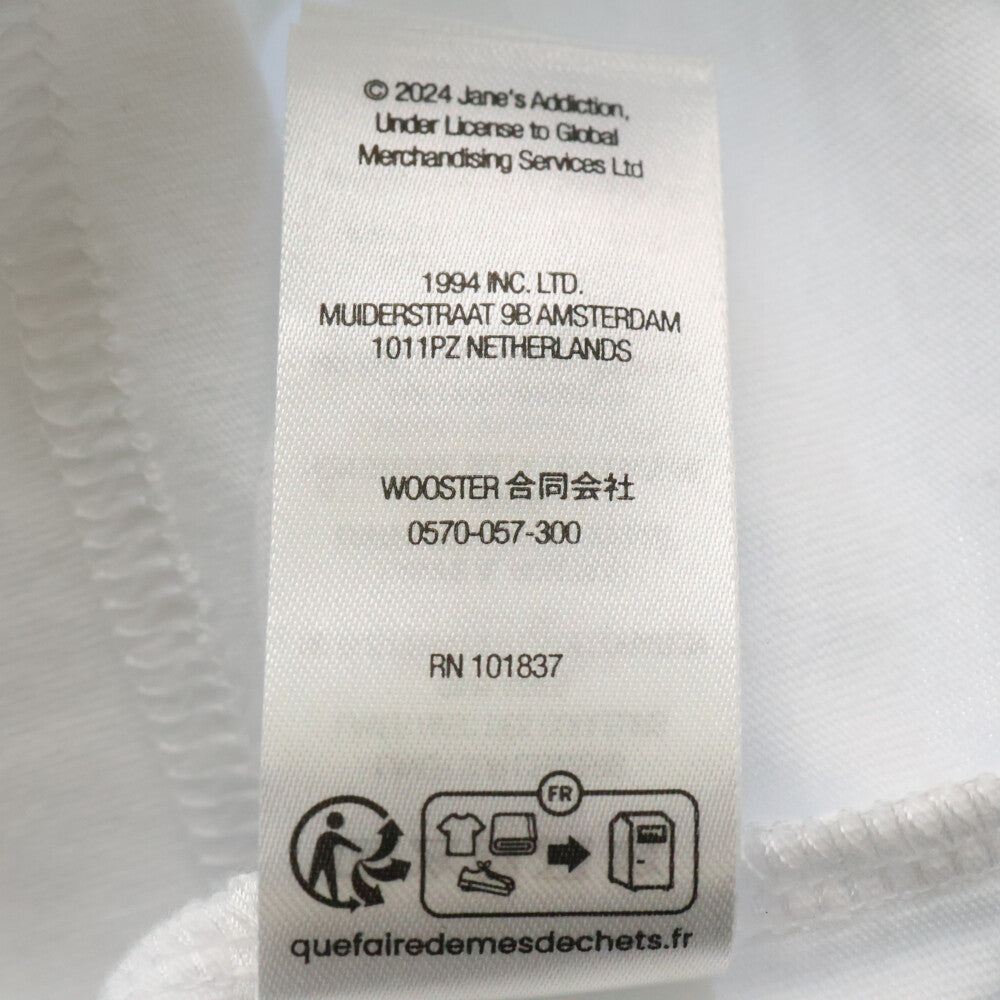 © 2024 Jane's Addiction,
Under License to Global
Merchandising Services Ltd
1994 INC. LTD.
MUIDERSTRAAT 9B AMSTERDAM
1011PZ NETHERLANDS
WOOSTER 合同会社
0570-057-300
RN 101837
FR
quefairedemesdechets.fr